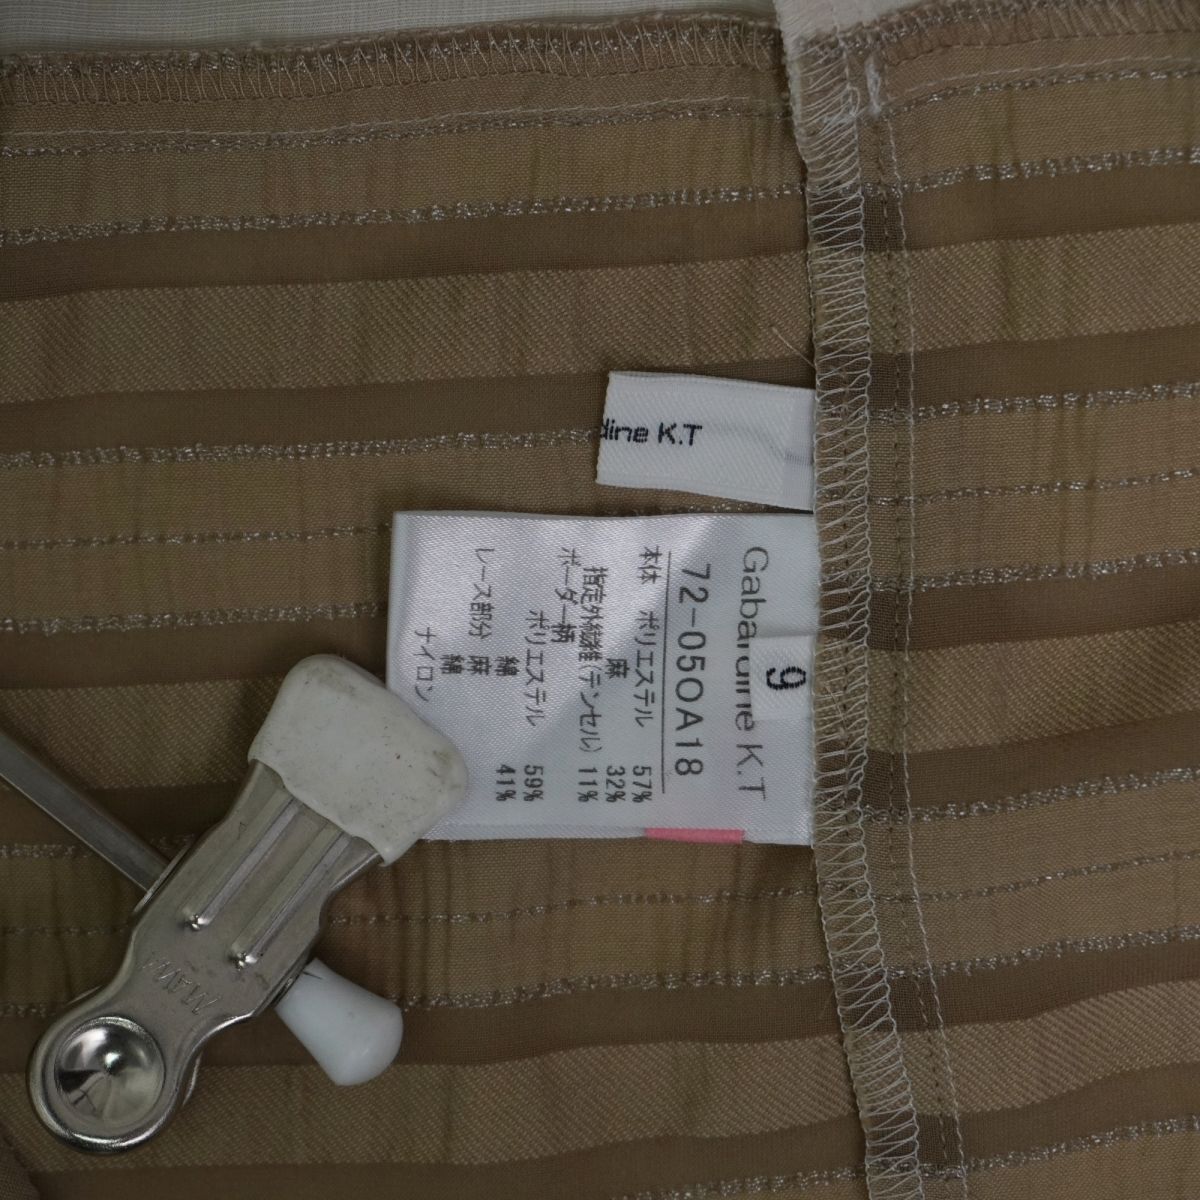 dine K.T
Gabardine K.T
9
72-050A18
本体 ポリエステル 57%
麻 32%
指定外繊維(テンセル) 11%
ボーダー柄
ポリエステル 59%
綿 41%
レース部分 麻
綿
ナイロン
MAWA